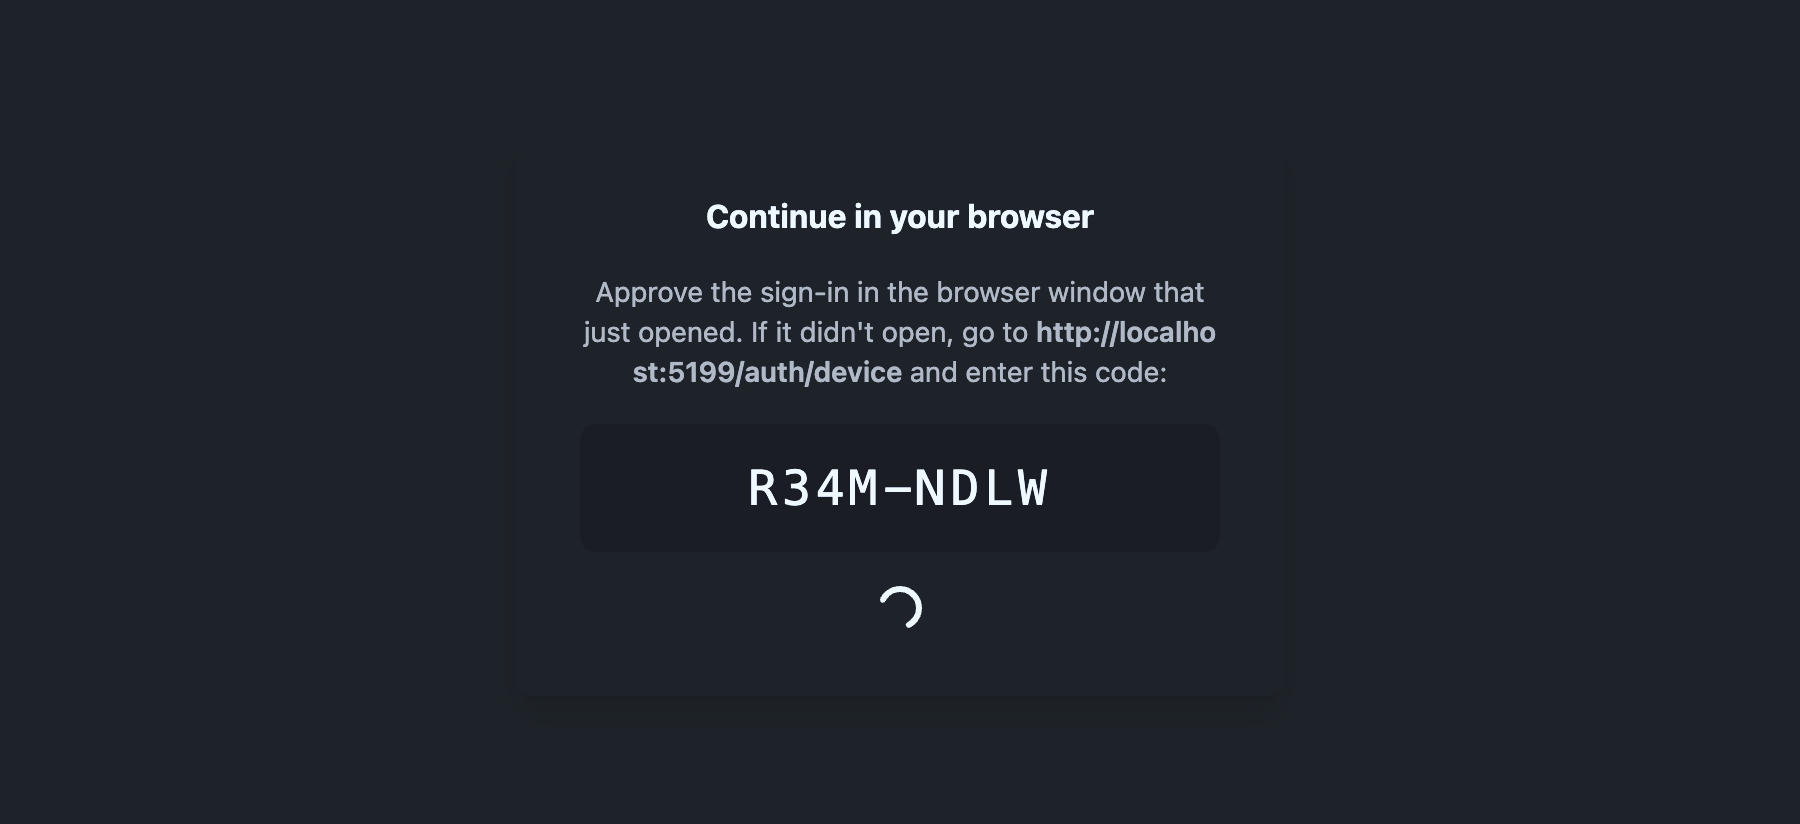 Continue in your browser
Approve the sign-in in the browser window that
just opened. If it didn't open, go to http://localho
st:5199/auth/device and enter this code:
R34M-NDLW